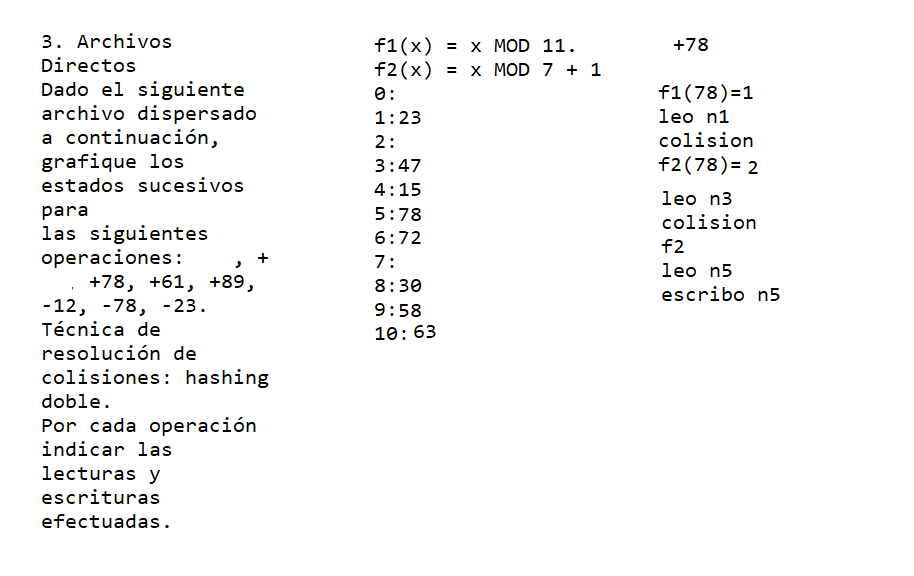 3. Archivos
Directos
Dado el siguiente
archivo dispersado
a continuación,
grafique los
estados sucesivos
para
las siguientes
operaciones: , +
, +78, +61, +89,
-12, -78, -23.
Técnica de
resolución de
colisiones: hashing
doble.
Por cada operación
indicar las
lecturas y
escrituras
efectuadas.
f1(x) = x MOD 11.
f2(x) = x MOD 7 + 1
0:
1:23
2:
3:47
4:15
5:78
6:72
7:
8:30
9:58
10:63
+78
f1(78)=1
leo n1
colision
f2(78)= 2
leo n3
colision
f2
leo n5
escribo n5